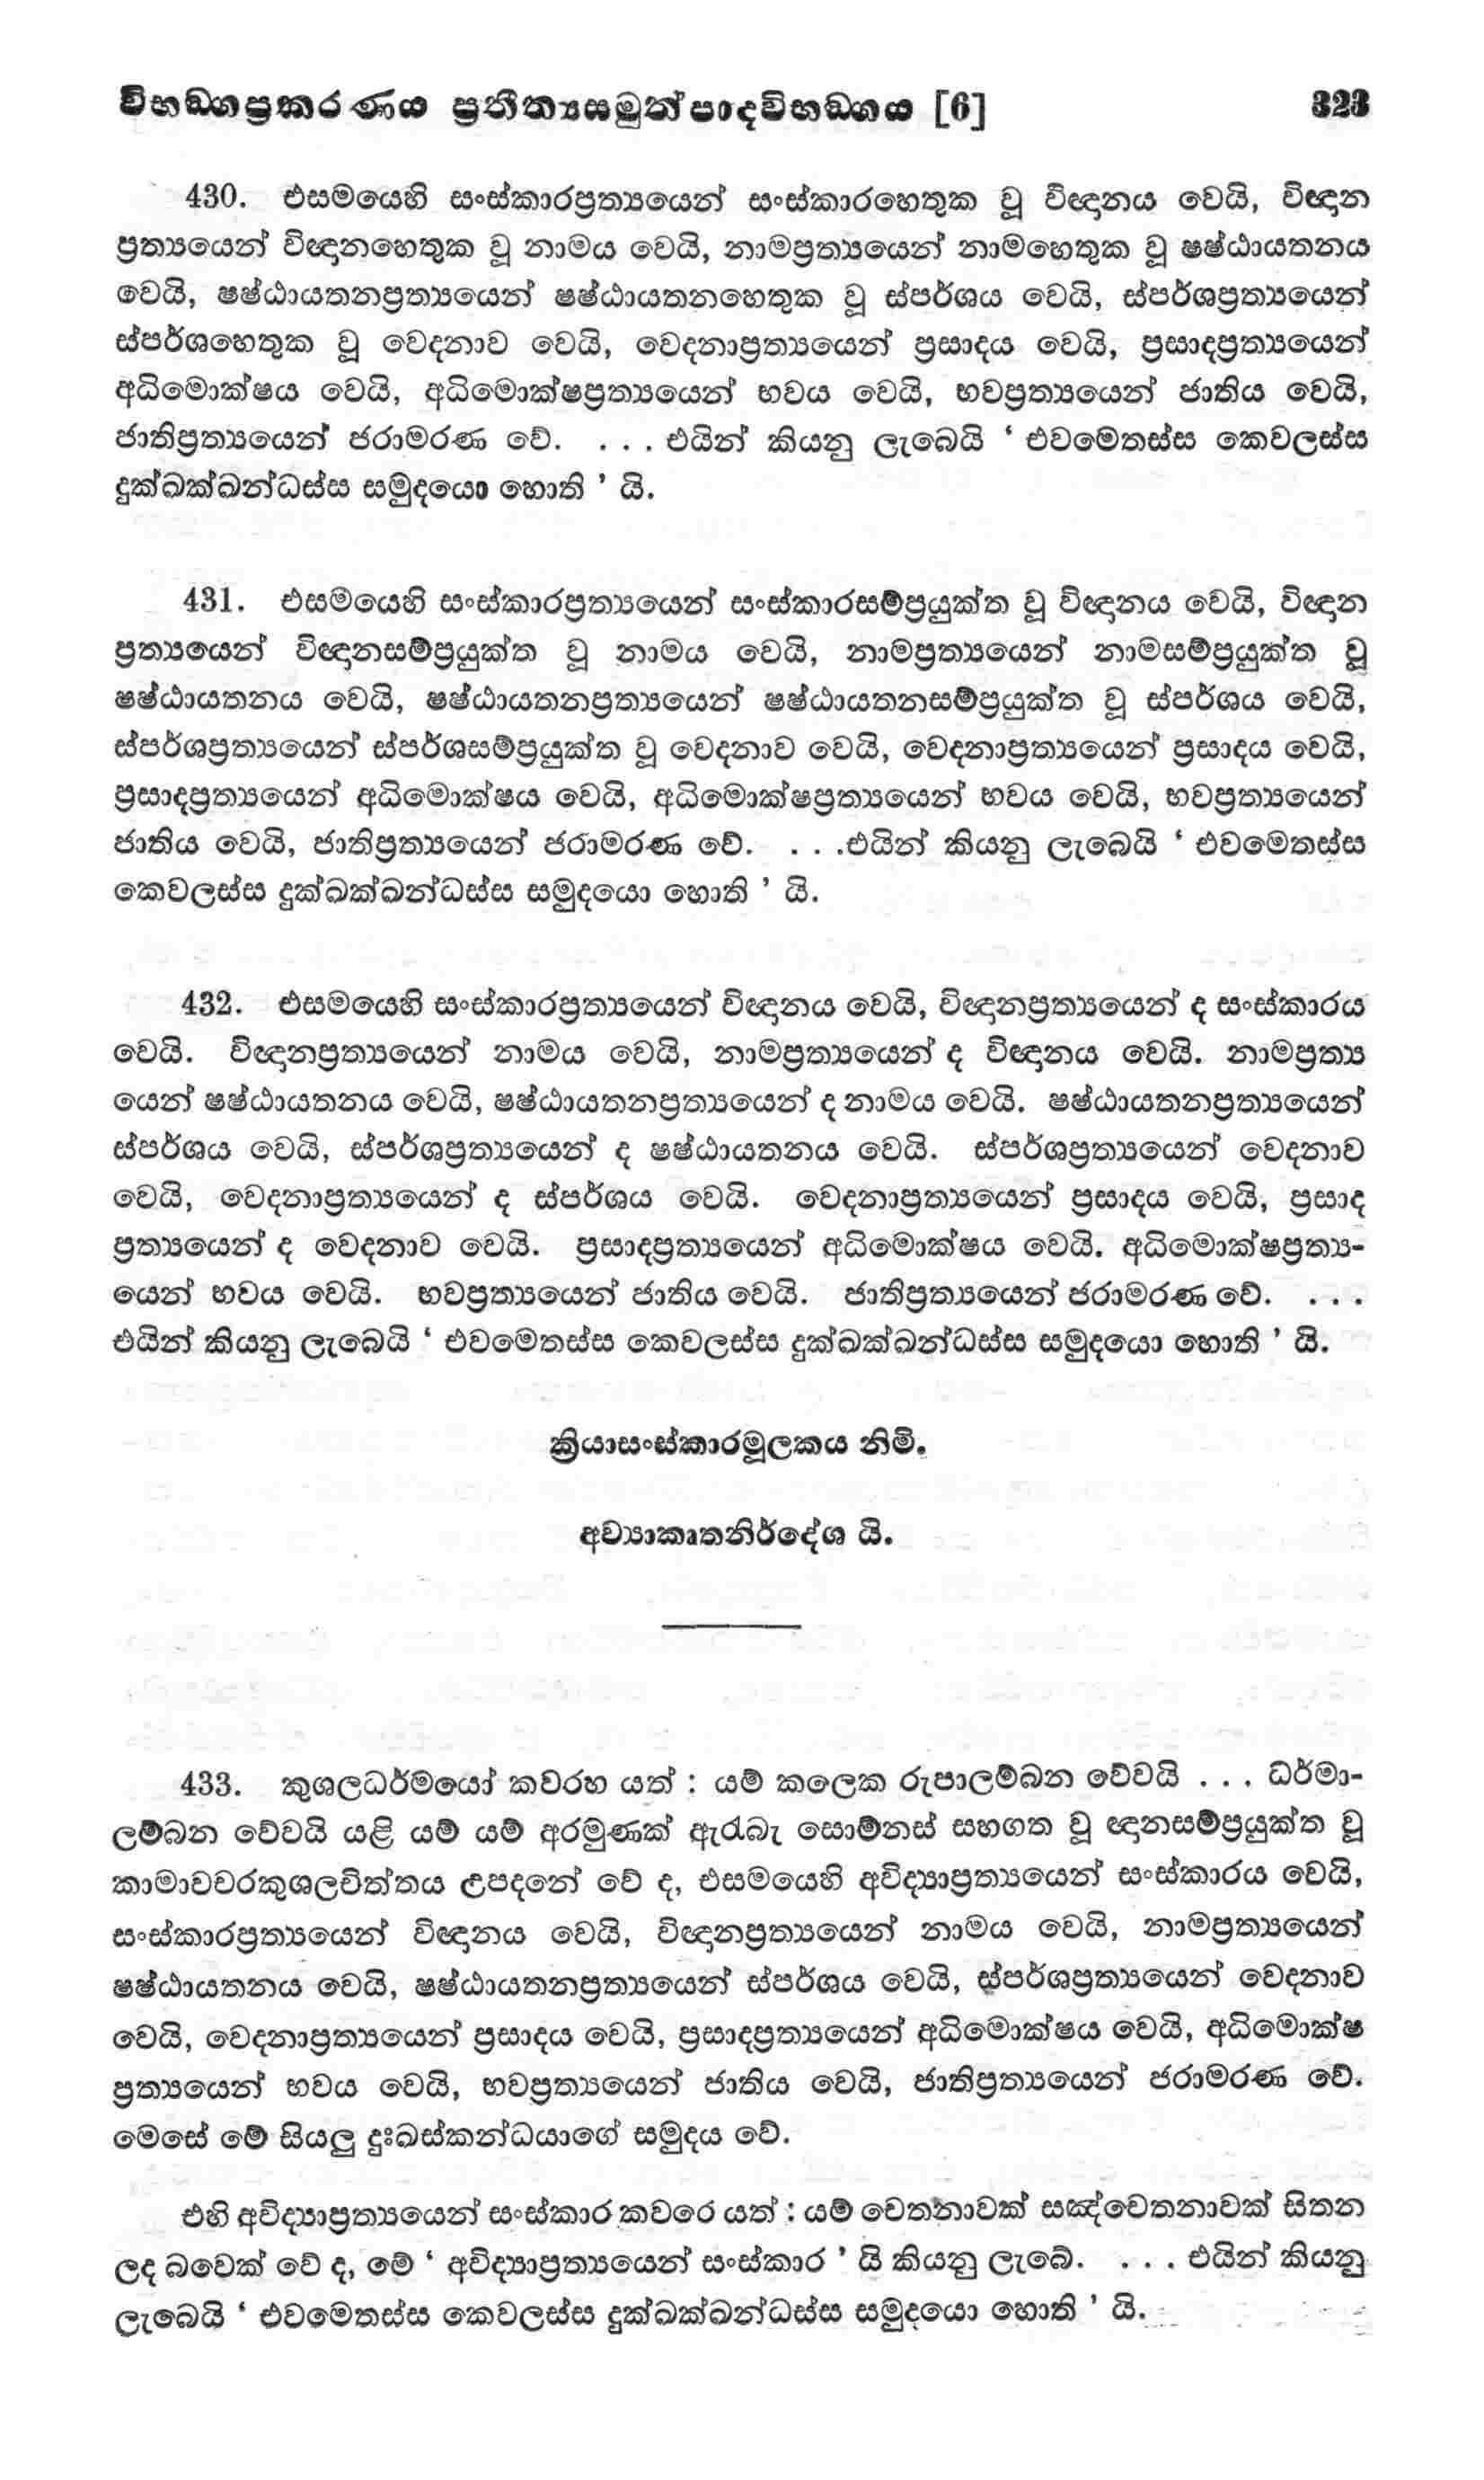 විභඞ්ගප්‍රකරණය ප්‍රතීත්‍යසමුත්පාදවිභඞ්ගය [6] 323
430. එසමයෙහි සංස්කාරප්‍රත්‍යයෙන් සංස්කාරහෙතුක වූ විඥානය වෙයි, විඥාන
ප්‍රත්‍යයෙන් විඥානහෙතුක වූ නාමය වෙයි, නාමප්‍රත්‍යයෙන් නාමහෙතුක වූ ෂෂ්ඨායතනය
වෙයි, ෂෂ්ඨායතනප්‍රත්‍යයෙන් ෂෂ්ඨායතනහෙතුක වූ ස්පර්ශය වෙයි, ස්පර්ශප්‍රත්‍යයෙන්
ස්පර්ශහෙතුක වූ වෙදනාව වෙයි, වෙදනාප්‍රත්‍යයෙන් ප්‍රසාදය වෙයි, ප්‍රසාදප්‍රත්‍යයෙන්
අධිමොක්ෂය වෙයි, අධිමොක්ෂප්‍රත්‍යයෙන් භවය වෙයි, භවප්‍රත්‍යයෙන් ජාතිය වෙයි,
ජාතිප්‍රත්‍යයෙන් ජරාමරණ වේ. . . . එයින් කියනු ලැබෙයි ‘ එවමෙතස්ස කෙවලස්ස
දුක්ඛක්ඛන්ධස්ස සමුදයො හොති ’ යි.
431. එසමයෙහි සංස්කාරප්‍රත්‍යයෙන් සංස්කාරසම්ප්‍රයුක්ත වූ විඥානය වෙයි, විඥාන
ප්‍රත්‍යයෙන් විඥානසම්ප්‍රයුක්ත වූ නාමය වෙයි, නාමප්‍රත්‍යයෙන් නාමසම්ප්‍රයුක්ත වූ
ෂෂ්ඨායතනය වෙයි, ෂෂ්ඨායතනප්‍රත්‍යයෙන් ෂෂ්ඨායතනසම්ප්‍රයුක්ත වූ ස්පර්ශය වෙයි,
ස්පර්ශප්‍රත්‍යයෙන් ස්පර්ශසම්ප්‍රයුක්ත වූ වෙදනාව වෙයි, වෙදනාප්‍රත්‍යයෙන් ප්‍රසාදය වෙයි,
ප්‍රසාදප්‍රත්‍යයෙන් අධිමොක්ෂය වෙයි, අධිමොක්ෂප්‍රත්‍යයෙන් භවය වෙයි, භවප්‍රත්‍යයෙන්
ජාතිය වෙයි, ජාතිප්‍රත්‍යයෙන් ජරාමරණ වේ. . . .එයින් කියනු ලැබෙයි ‘ එවමෙතස්ස
කෙවලස්ස දුක්ඛක්ඛන්ධස්ස සමුදයො හොති ’ යි.
432. එසමයෙහි සංස්කාරප්‍රත්‍යයෙන් විඥානය වෙයි, විඥානප්‍රත්‍යයෙන් ද සංස්කාරය
වෙයි. විඥානප්‍රත්‍යයෙන් නාමය වෙයි, නාමප්‍රත්‍යයෙන් ද විඥානය වෙයි. නාමප්‍රත්‍ය
යෙන් ෂෂ්ඨායතනය වෙයි, ෂෂ්ඨායතනප්‍රත්‍යයෙන් ද නාමය වෙයි. ෂෂ්ඨායතනප්‍රත්‍යයෙන්
ස්පර්ශය වෙයි, ස්පර්ශප්‍රත්‍යයෙන් ද ෂෂ්ඨායතනය වෙයි. ස්පර්ශප්‍රත්‍යයෙන් වෙදනාව
වෙයි, වෙදනාප්‍රත්‍යයෙන් ද ස්පර්ශය වෙයි. වෙදනාප්‍රත්‍යයෙන් ප්‍රසාදය වෙයි, ප්‍රසාද
ප්‍රත්‍යයෙන් ද වෙදනාව වෙයි. ප්‍රසාදප්‍රත්‍යයෙන් අධිමොක්ෂය වෙයි. අධිමොක්ෂප්‍රත්‍ය-
යෙන් භවය වෙයි. භවප්‍රත්‍යයෙන් ජාතිය වෙයි. ජාතිප්‍රත්‍යයෙන් ජරාමරණ වේ. . . .
එයින් කියනු ලැබෙයි ‘ එවමෙතස්ස කෙවලස්ස දුක්ඛක්ඛන්ධස්ස සමුදයො හොති ’ යි.
ක්‍රියාසංස්කාරමූලකය නිමි.
අව්‍යාකෘතනිර්දේශ යි.
433. කුශලධර්මයෝ කවරහ යත් : යම් කලෙක රූපාලම්බන වේවයි . . . ධර්මා-
ලම්බන වේවයි යළි යම් යම් අරමුණක් ඇරැබැ සොම්නස් සහගත වූ ඥානසම්ප්‍රයුක්ත වූ
කාමාවචරකුශලචිත්තය උපදනේ වේ ද, එසමයෙහි අවිද්‍යාප්‍රත්‍යයෙන් සංස්කාරය වෙයි,
සංස්කාරප්‍රත්‍යයෙන් විඥානය වෙයි, විඥානප්‍රත්‍යයෙන් නාමය වෙයි, නාමප්‍රත්‍යයෙන්
ෂෂ්ඨායතනය වෙයි, ෂෂ්ඨායතනප්‍රත්‍යයෙන් ස්පර්ශය වෙයි, ස්පර්ශප්‍රත්‍යයෙන් වෙදනාව
වෙයි, වෙදනාප්‍රත්‍යයෙන් ප්‍රසාදය වෙයි, ප්‍රසාදප්‍රත්‍යයෙන් අධිමොක්ෂය වෙයි, අධිමොක්ෂ
ප්‍රත්‍යයෙන් භවය වෙයි, භවප්‍රත්‍යයෙන් ජාතිය වෙයි, ජාතිප්‍රත්‍යයෙන් ජරාමරණ වේ.
මෙසේ මේ සියලු දුඃඛස්කන්ධයාගේ සමුදය වේ.
එහි අවිද්‍යාප්‍රත්‍යයෙන් සංස්කාර කවරෙ යත් : යම් චෙතනාවක් සඤ්චෙතනාවක් සිතන
ලද බවෙක් වේ ද, මේ ‘ අවිද්‍යාප්‍රත්‍යයෙන් සංස්කාර ’ යි කියනු ලැබේ. . . . එයින් කියනු
ලැබෙයි ‘ එවමෙතස්ස කෙවලස්ස දුක්ඛක්ඛන්ධස්ස සමුදයො හොති ’ යි.